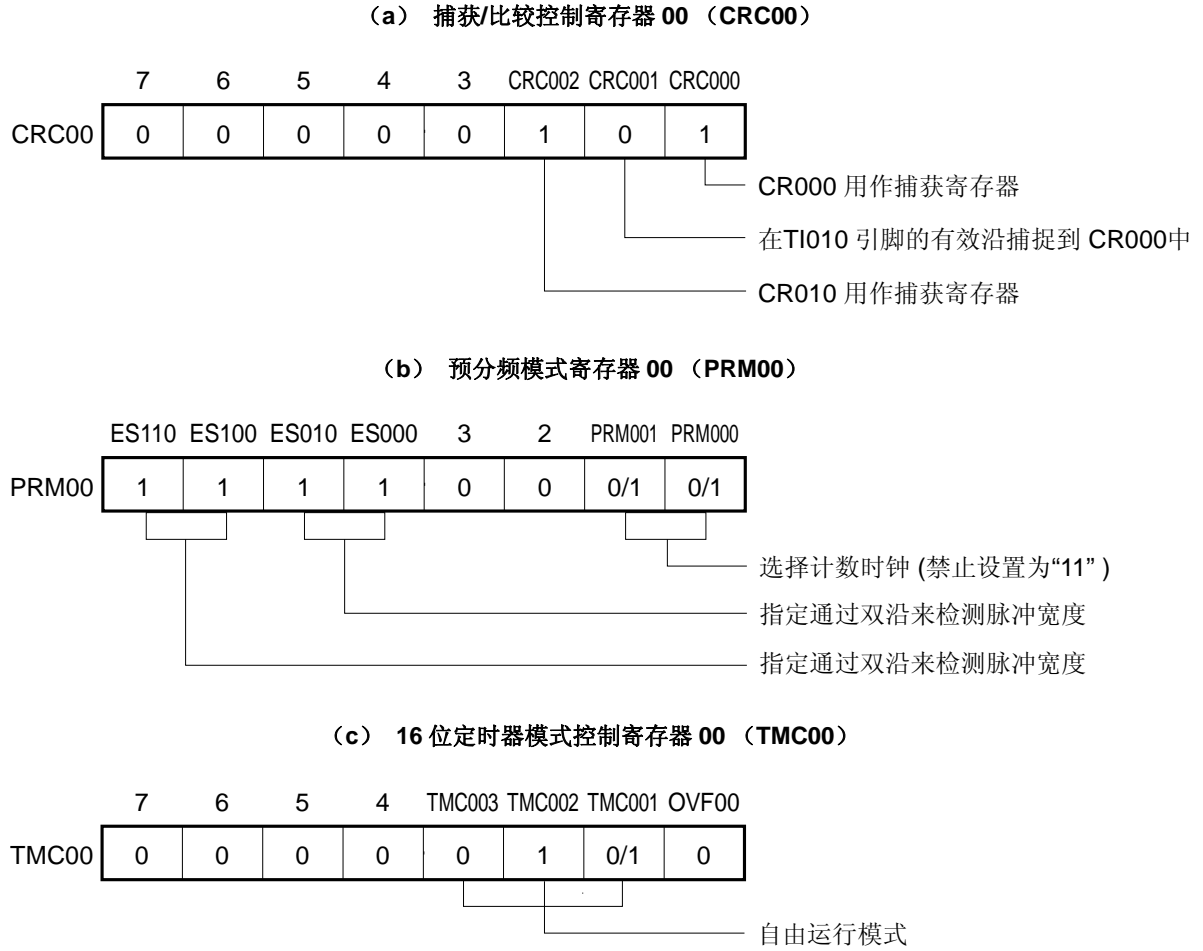 （a） 捕获/比较控制寄存器 00 （CRC00）
7 6 5 4 3 CRC002 CRC001 CRC000
CRC00 0 0 0 0 0 1 0 1
CR000 用作捕获寄存器
在TI010 引脚的有效沿捕捉到 CR000中
CR010 用作捕获寄存器
（b） 预分频模式寄存器 00 （PRM00）
ES110 ES100 ES010 ES000 3 2 PRM001 PRM000
PRM00 1 1 1 1 0 0 0/1 0/1
选择计数时钟 (禁止设置为“11” )
指定通过双沿来检测脉冲宽度
指定通过双沿来检测脉冲宽度
（c） 16 位定时器模式控制寄存器 00 （TMC00）
7 6 5 4 TMC003 TMC002 TMC001 OVF00
TMC00 0 0 0 0 0 1 0/1 0
自由运行模式